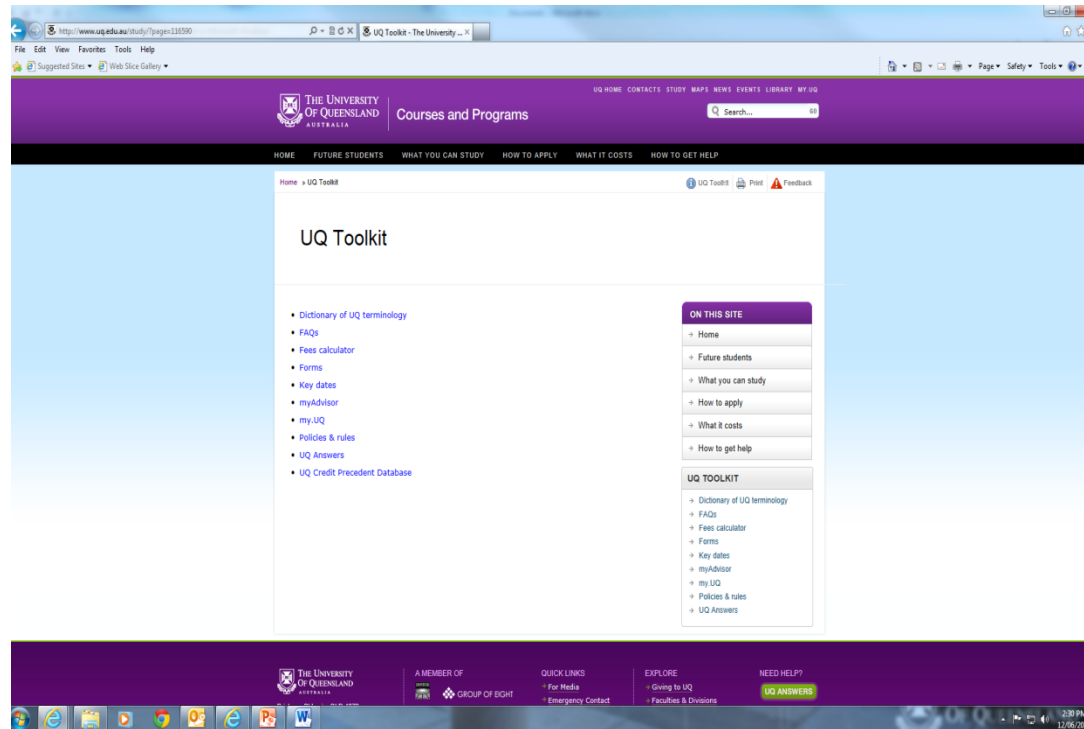 http://www.uq.edu.au/study/?page=116590
UQ Toolkit - The University ...
File Edit View Favorites Tools Help
Suggested Sites Web Slice Gallery
Page Safety Tools
UQ HOME CONTACTS STUDY MAPS NEWS EVENTS LIBRARY MY.UQ
THE UNIVERSITY
OF QUEENSLAND
AUSTRALIA
Courses and Programs
Search... GO
HOME FUTURE STUDENTS WHAT YOU CAN STUDY HOW TO APPLY WHAT IT COSTS HOW TO GET HELP
Home » UQ Toolkit
UQ Toolkit Print Feedback
UQ Toolkit
Dictionary of UQ terminology
FAQs
Fees calculator
Forms
Key dates
myAdvisor
my.UQ
Policies & rules
UQ Answers
UQ Credit Precedent Database
ON THIS SITE
Home
Future students
What you can study
How to apply
What it costs
How to get help
UQ TOOLKIT
Dictionary of UQ terminology
FAQs
Fees calculator
Forms
Key dates
myAdvisor
my.UQ
Policies & rules
UQ Answers
THE UNIVERSITY
OF QUEENSLAND
AUSTRALIA
A MEMBER OF
GROUP OF EIGHT
QUICK LINKS
For Media
Emergency Contact
EXPLORE
Giving to UQ
Faculties & Divisions
NEED HELP?
UQ ANSWERS
2:30 PM
12/06/20